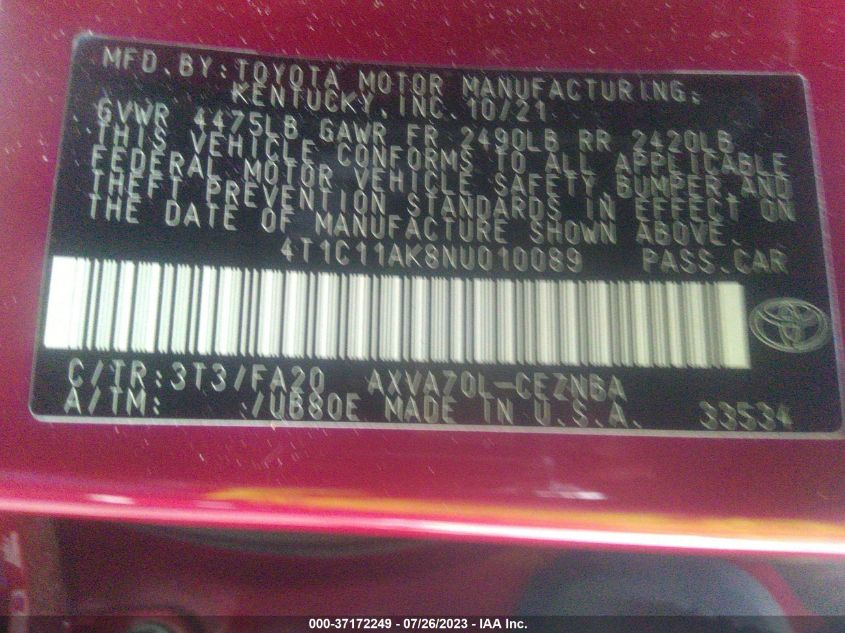 MFD.BY:TOYOTA MOTOR MANUFACTURING,
KENTUCKY,INC.10/21
GVWR 4475LB GAWR FR 2490LB RR 2420LB
THIS VEHICLE CONFORMS TO ALL APPLICABLE
FEDERAL MOTOR VEHICLE SAFETY,BUMPER,AND
THEFT PREVENTION STANDARDS IN EFFECT ON
THE DATE OF MANUFACTURE SHOWN ABOVE.
4T1C11AK8NU010089 PASS.CAR
C/TR:3T3/FA20 AXVA70L-CEZNBA
A/TM: :/UB80E MADE IN U.S.A. 33534
000-37172249 - 07/26/2023 - IAA Inc.